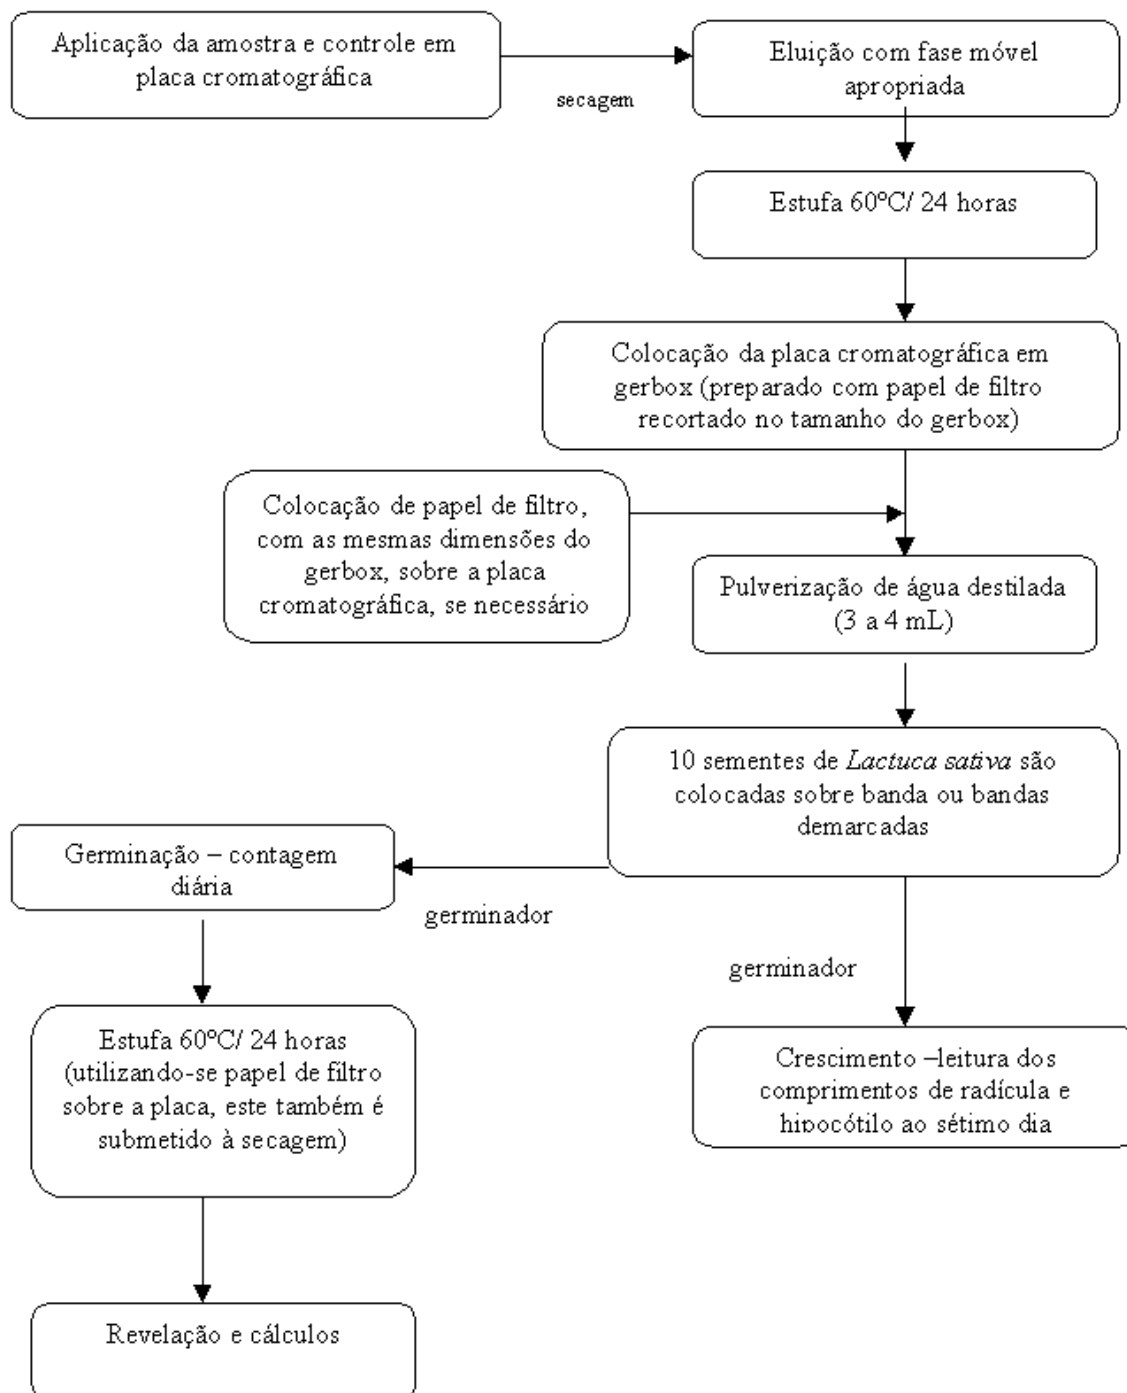 Aplicação da amostra e controle em
placa cromatográfica
secagem
Eluição com fase móvel
apropriada
Estufa 60ºC/ 24 horas
Colocação da placa cromatográfica em
gerbox (preparado com papel de filtro
recortado no tamanho do gerbox)
Colocação de papel de filtro,
com as mesmas dimensões do
gerbox, sobre a placa
cromatográfica, se necessário
Pulverização de água destilada
(3 a 4 mL)
10 sementes de Lactuca sativa são
colocadas sobre banda ou bandas
demarcadas
Germinação – contagem
diária
germinador
germinador
Estufa 60ºC/ 24 horas
(utilizando-se papel de filtro
sobre a placa, este também é
submetido à secagem)
Crescimento –leitura dos
comprimentos de radícula e
hipocótilo ao sétimo dia
Revelação e cálculos